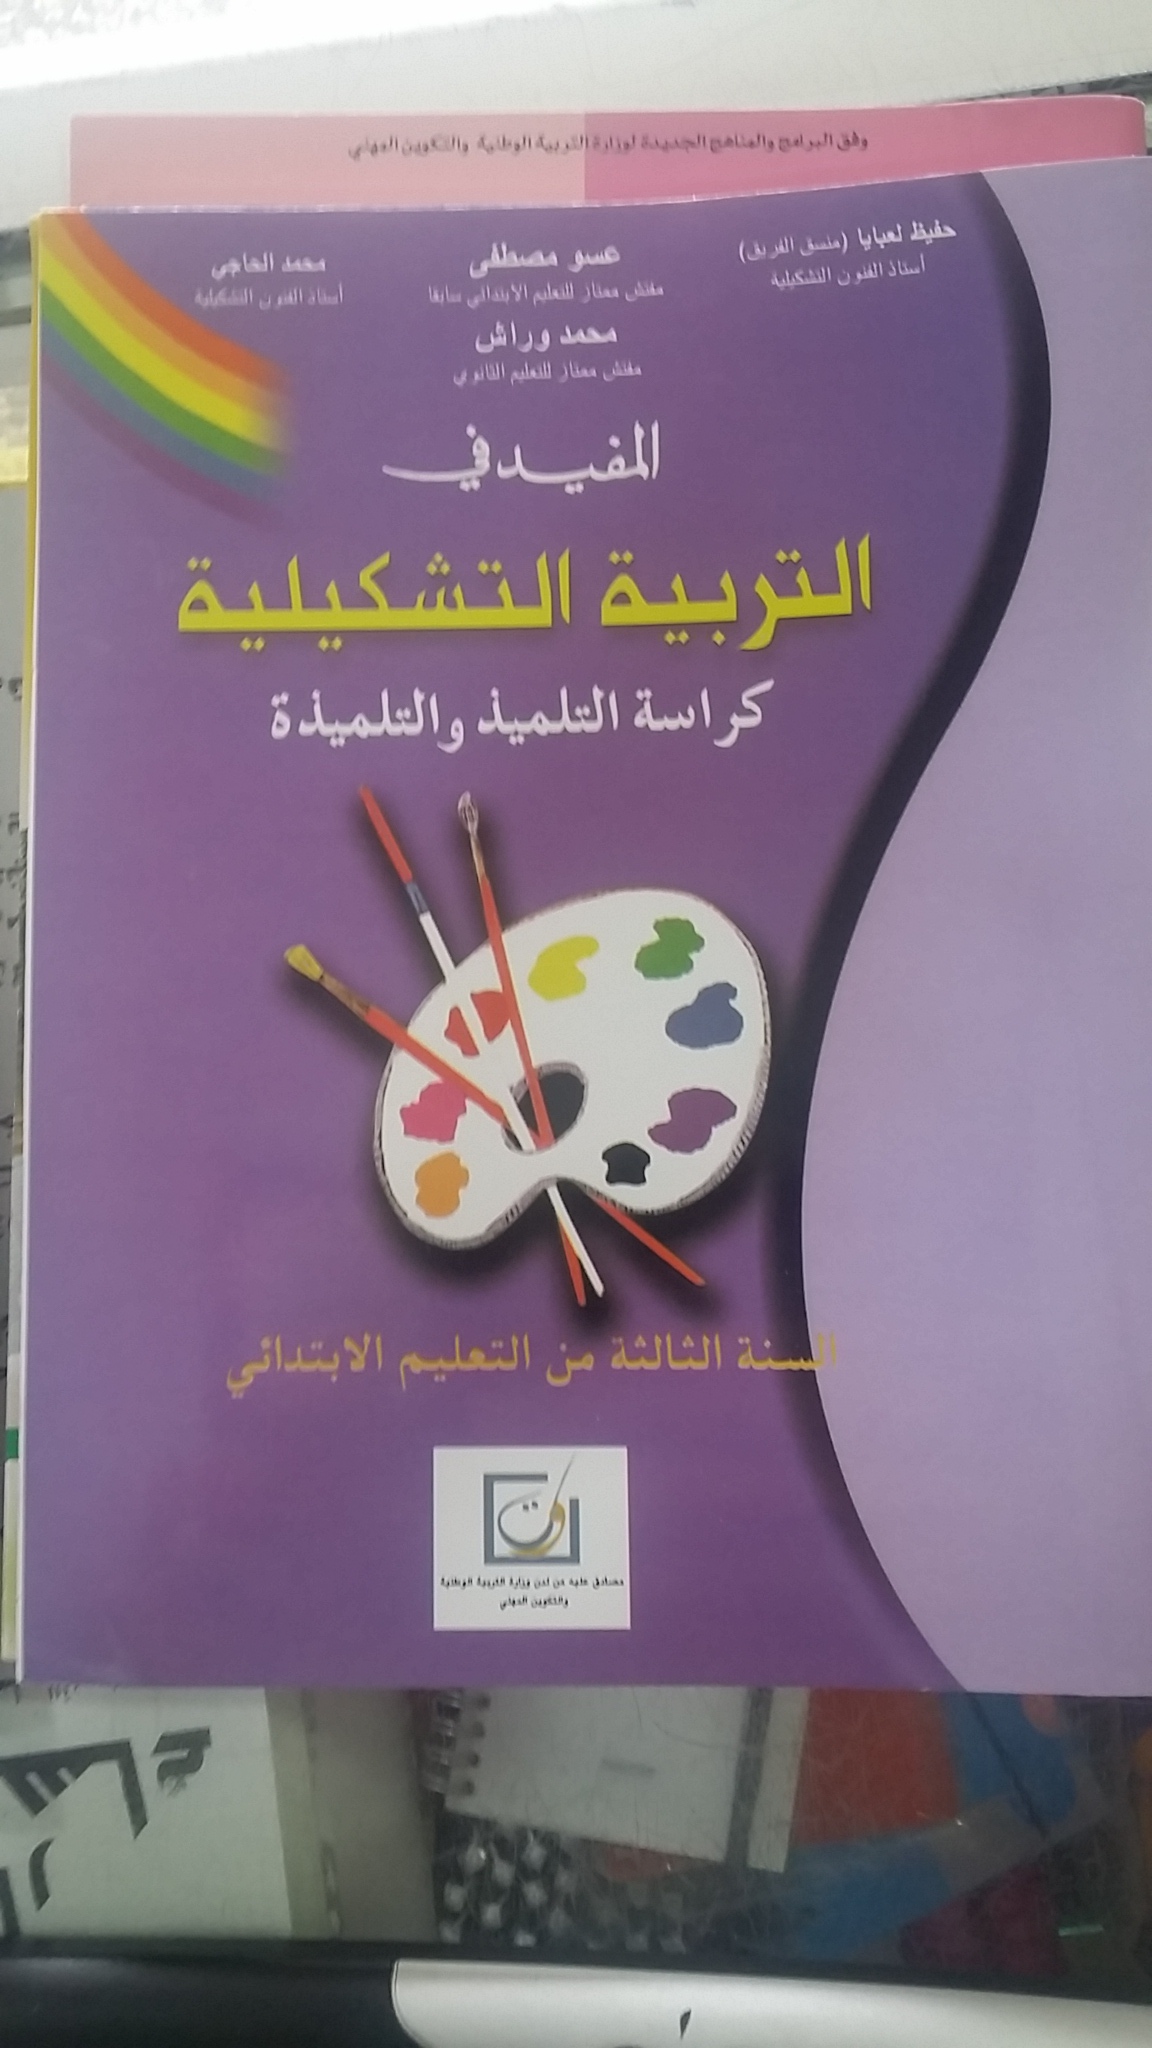 وفق البرامج والمناهج الجديدة لوزارة التربية الوطنية والتكوين المهني
حفيظ لعبايا (منسق الفريق)
أستاذ الفنون التشكيلية
عسو مصطفى
مفتش ممتاز للتعليم الابتدائي سابقا
محمد الحاجي
أستاذ الفنون التشكيلية
محمد وراش
مفتش ممتاز للتعليم الثانوي
المفيد في
التربية التشكيلية
كراسة التلميذ والتلميذة
السنة الثالثة من التعليم الابتدائي
مصادق عليه من لدن وزارة التربية الوطنية
والتكوين المهني